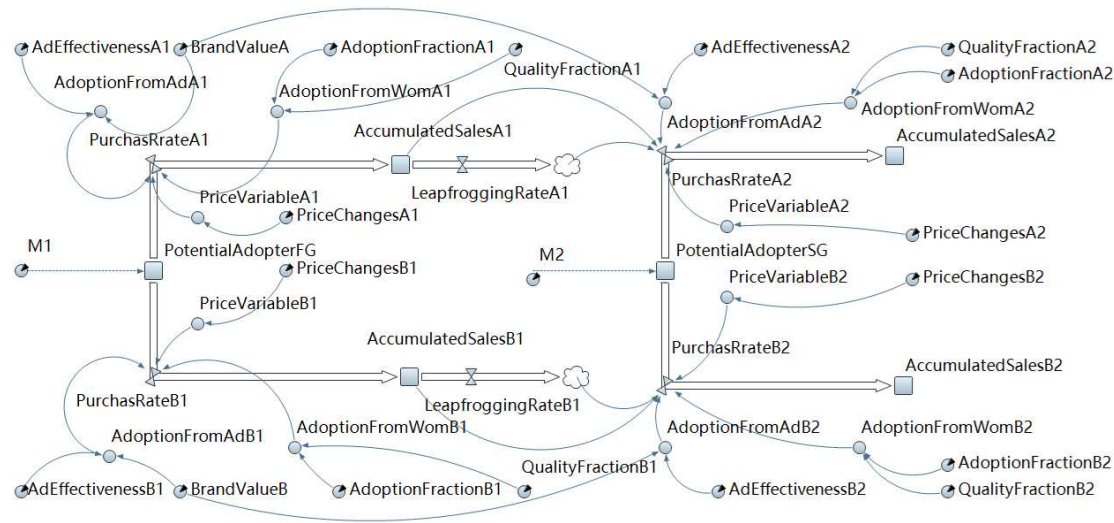 AdEffectivenessA1
BrandValueA
AdoptionFractionA1
AdEffectivenessA2
QualityFractionA2
QualityFractionA1
AdoptionFractionA2
AdoptionFromAdA1
AdoptionFromWomA1
AdoptionFromWomA2
AdoptionFromAdA2
PurchasRrateA1
AccumulatedSalesA1
AccumulatedSalesA2
LeapfroggingRateA1
PurchasRrateA2
PriceVariableA1
PriceVariableA2
PriceChangesA1
PriceChangesA2
M1
PotentialAdopterFG
M2
PotentialAdopterSG
PriceChangesB1
PriceVariableB2
PriceChangesB2
PriceVariableB1
AccumulatedSalesB1
PurchasRrateB2
AccumulatedSalesB2
PurchasRateB1
LeapfroggingRateB1
AdoptionFromAdB1
AdoptionFromWomB1
AdoptionFromAdB2
AdoptionFromWomB2
QualityFractionB1
AdoptionFractionB2
AdEffectivenessB1
BrandValueB
AdoptionFractionB1
AdEffectivenessB2
QualityFractionB2